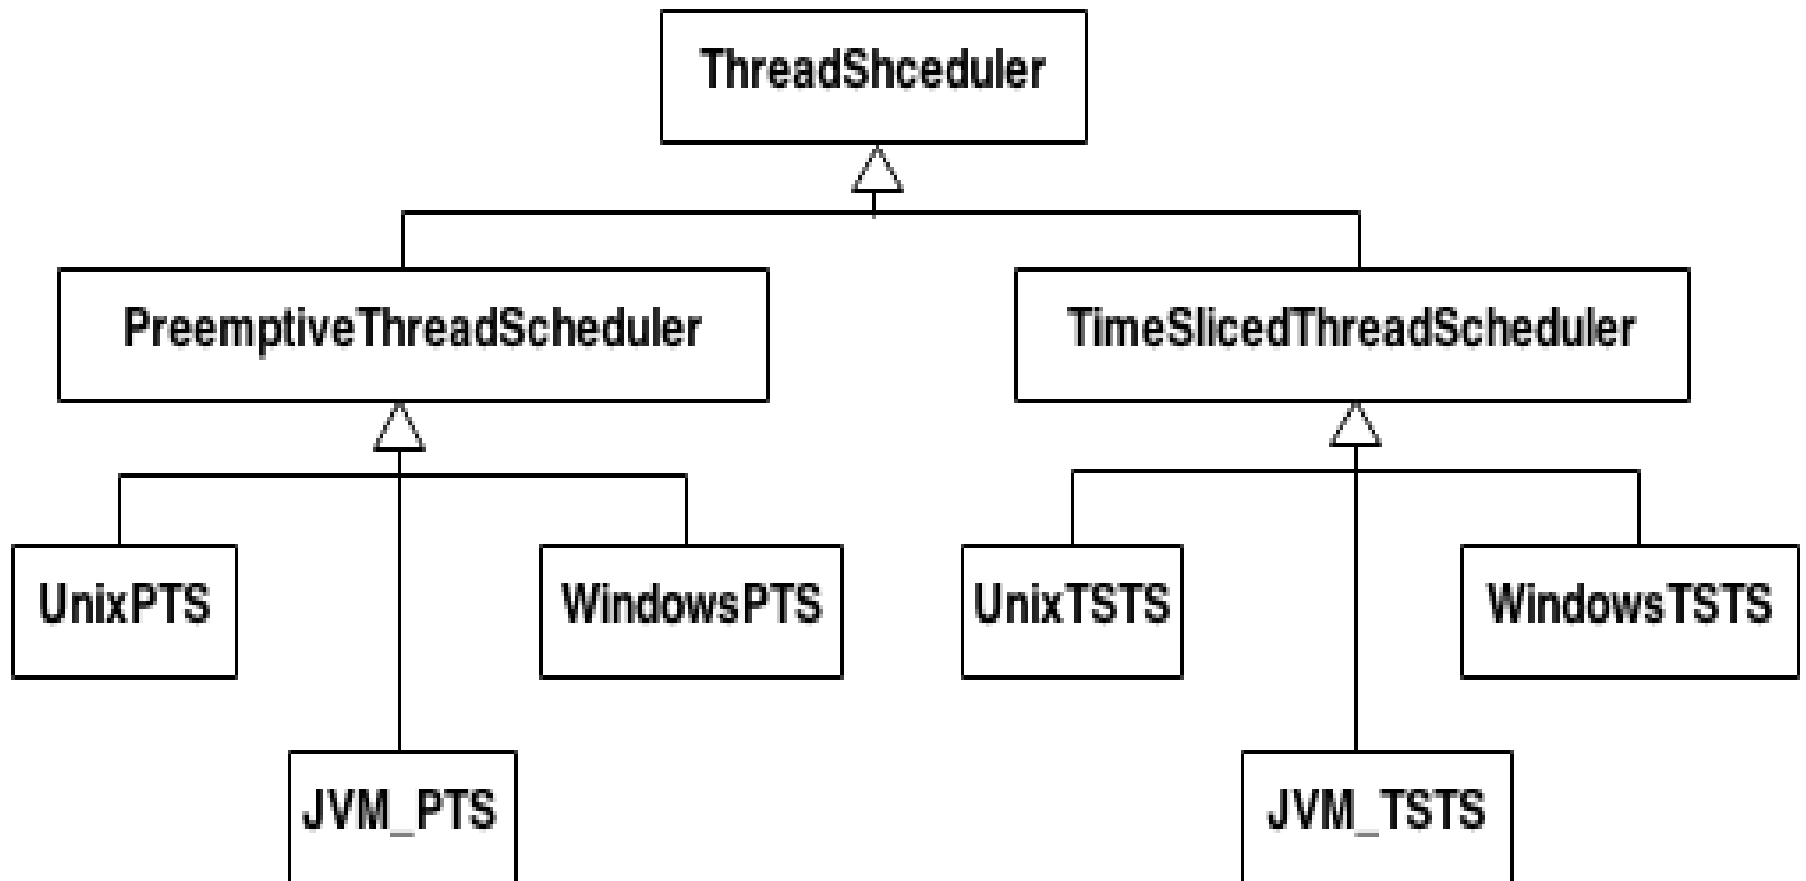 ThreadShceduler
PreemptiveThreadScheduler
TimeSlicedThreadScheduler
UnixPTS
WindowsPTS
UnixTSTS
WindowsTSTS
JVM_PTS
JVM_TSTS